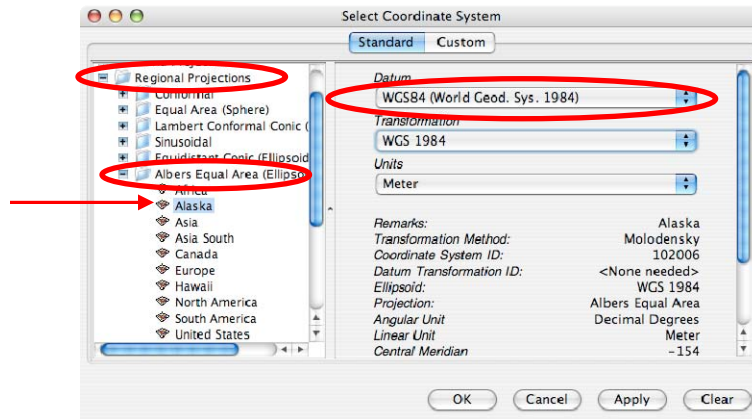 Select Coordinate System
Standard Custom
Regional Projections
Conformal
Equal Area (Sphere)
Lambert Conformal Conic (
Sinusoidal
Equidistant Conic (Ellipsoid
Albers Equal Area (Ellipso
Africa
Alaska
Asia
Asia South
Canada
Europe
Hawaii
North America
South America
United States
Datum
WGS84 (World Geod. Sys. 1984)
Transformation
WGS 1984
Units
Meter
Remarks: Alaska
Transformation Method: Molodensky
Coordinate System ID: 102006
Datum Transformation ID: <None needed>
Ellipsoid: WGS 1984
Projection: Albers Equal Area
Angular Unit Decimal Degrees
Linear Unit Meter
Central Meridian -154
OK Cancel Apply Clear